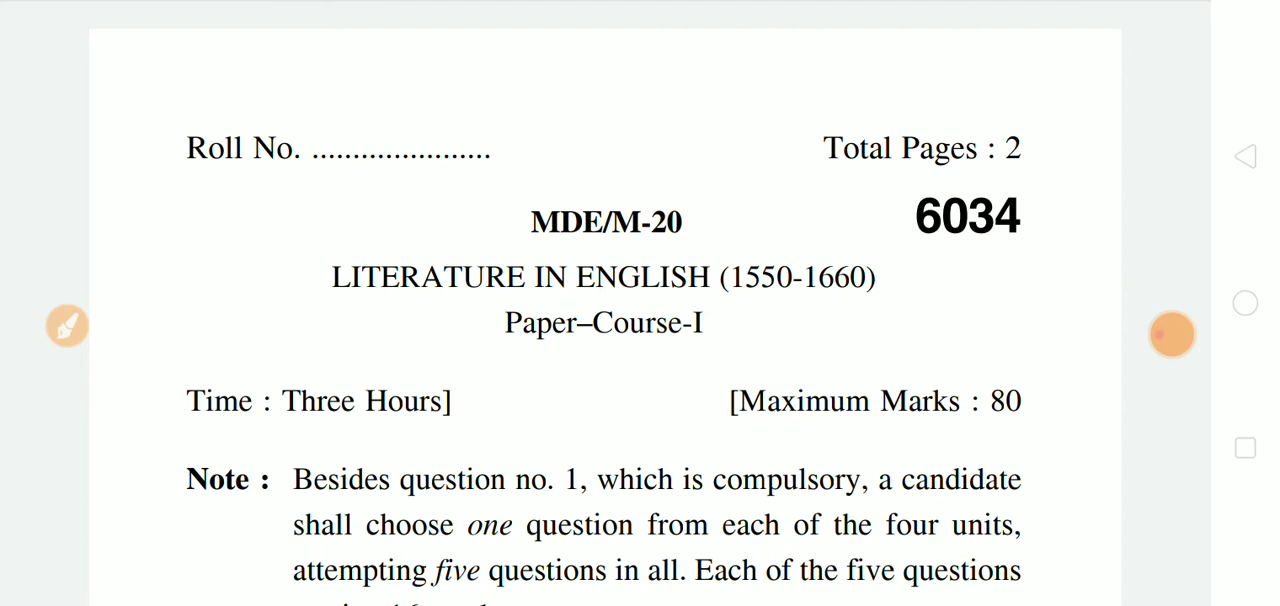 Roll No. ......................
Total Pages : 2
MDE/M-20
6034
LITERATURE IN ENGLISH (1550-1660)
Paper–Course-I
Time : Three Hours]
[Maximum Marks : 80
Note : Besides question no. 1, which is compulsory, a candidate
shall choose one question from each of the four units,
attempting five questions in all. Each of the five questions